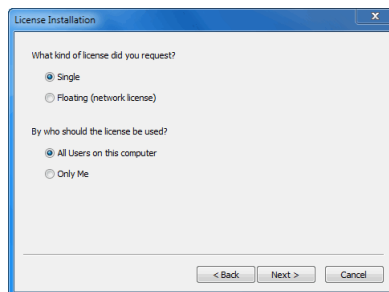 License Installation
What kind of license did you request?
Single
Floating (network license)
By who should the license be used?
All Users on this computer
Only Me
< Back
Next >
Cancel